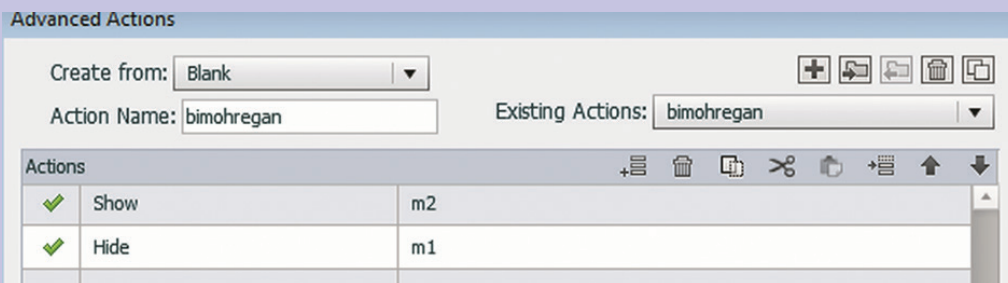 Advanced Actions
Create from: Blank
Action Name: bimohregan
Existing Actions: bimohregan
Actions
Show m2
Hide m1